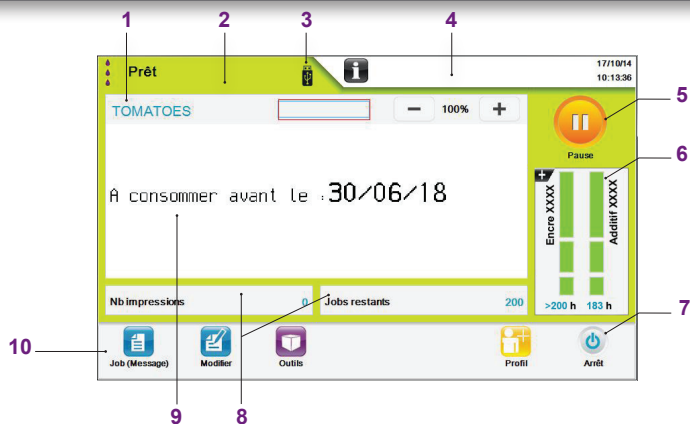 1 2 3 4
Prêt
17/10/14
10:13:36
TOMATOES
100%
5
Pause
6
A consommer avant le : 30/06/18
Encre XXXX
Additif XXXX
Nb impressions 0
Jobs restants 200
>200 h 183 h
7
10
Job (Message)
Modifier
Outils
Profil
Arrêt
9 8